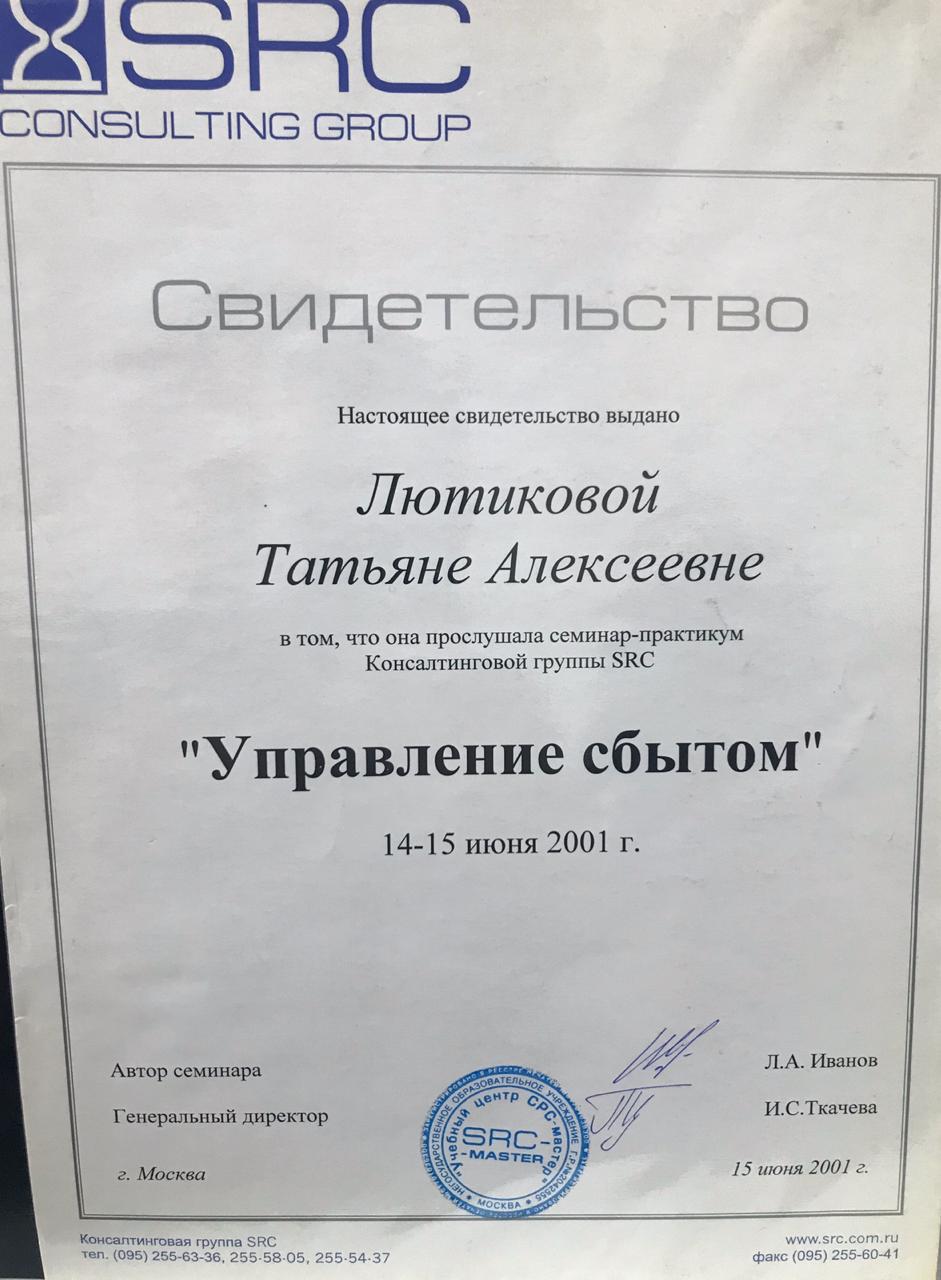 SRC
CONSULTING GROUP
Свидетельство
Настоящее свидетельство выдано
Лютиковой
Татьяне Алексеевне
в том, что она прослушала семинар-практикум
Консалтинговой группы SRC
"Управление сбытом"
14-15 июня 2001 г.
Автор семинара
Л.А. Иванов
Генеральный директор
И.С.Ткачева
НЕГОСУДАРСТВЕННОЕ ОБРАЗОВАТЕЛЬНОЕ УЧРЕЖДЕНИЕ
"Учебный центр СРС-мастер"
SRC-
-MASTER
* МОСКВА *
г. Москва
15 июня 2001 г.
Консалтинговая группа SRC
тел. (095) 255-63-36, 255-58-05, 255-54-37
www.src.com.ru
факс (095) 255-60-41